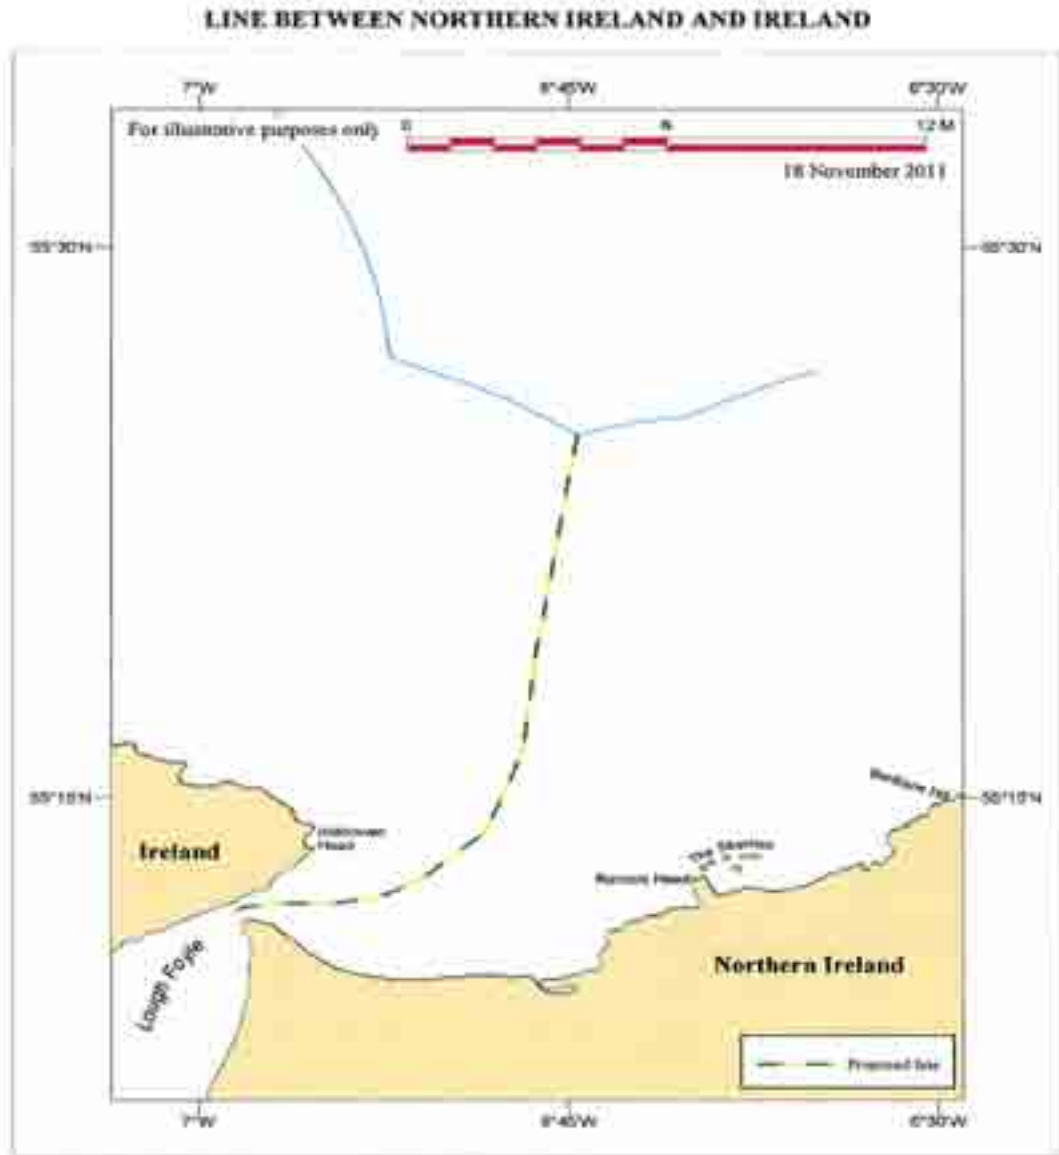 LINE BETWEEN NORTHERN IRELAND AND IRELAND
7°W 6°45'W 6°30'W
For illustrative purposes only
0 6 12 M
18 November 2011
55°30'N 55°30'N
55°15'N 55°15'N
Inishowen
Head
Ireland
The Skerries
Ramore Head
Lough Foyle
Northern Ireland
Proposed line
7°W 6°45'W 6°30'W